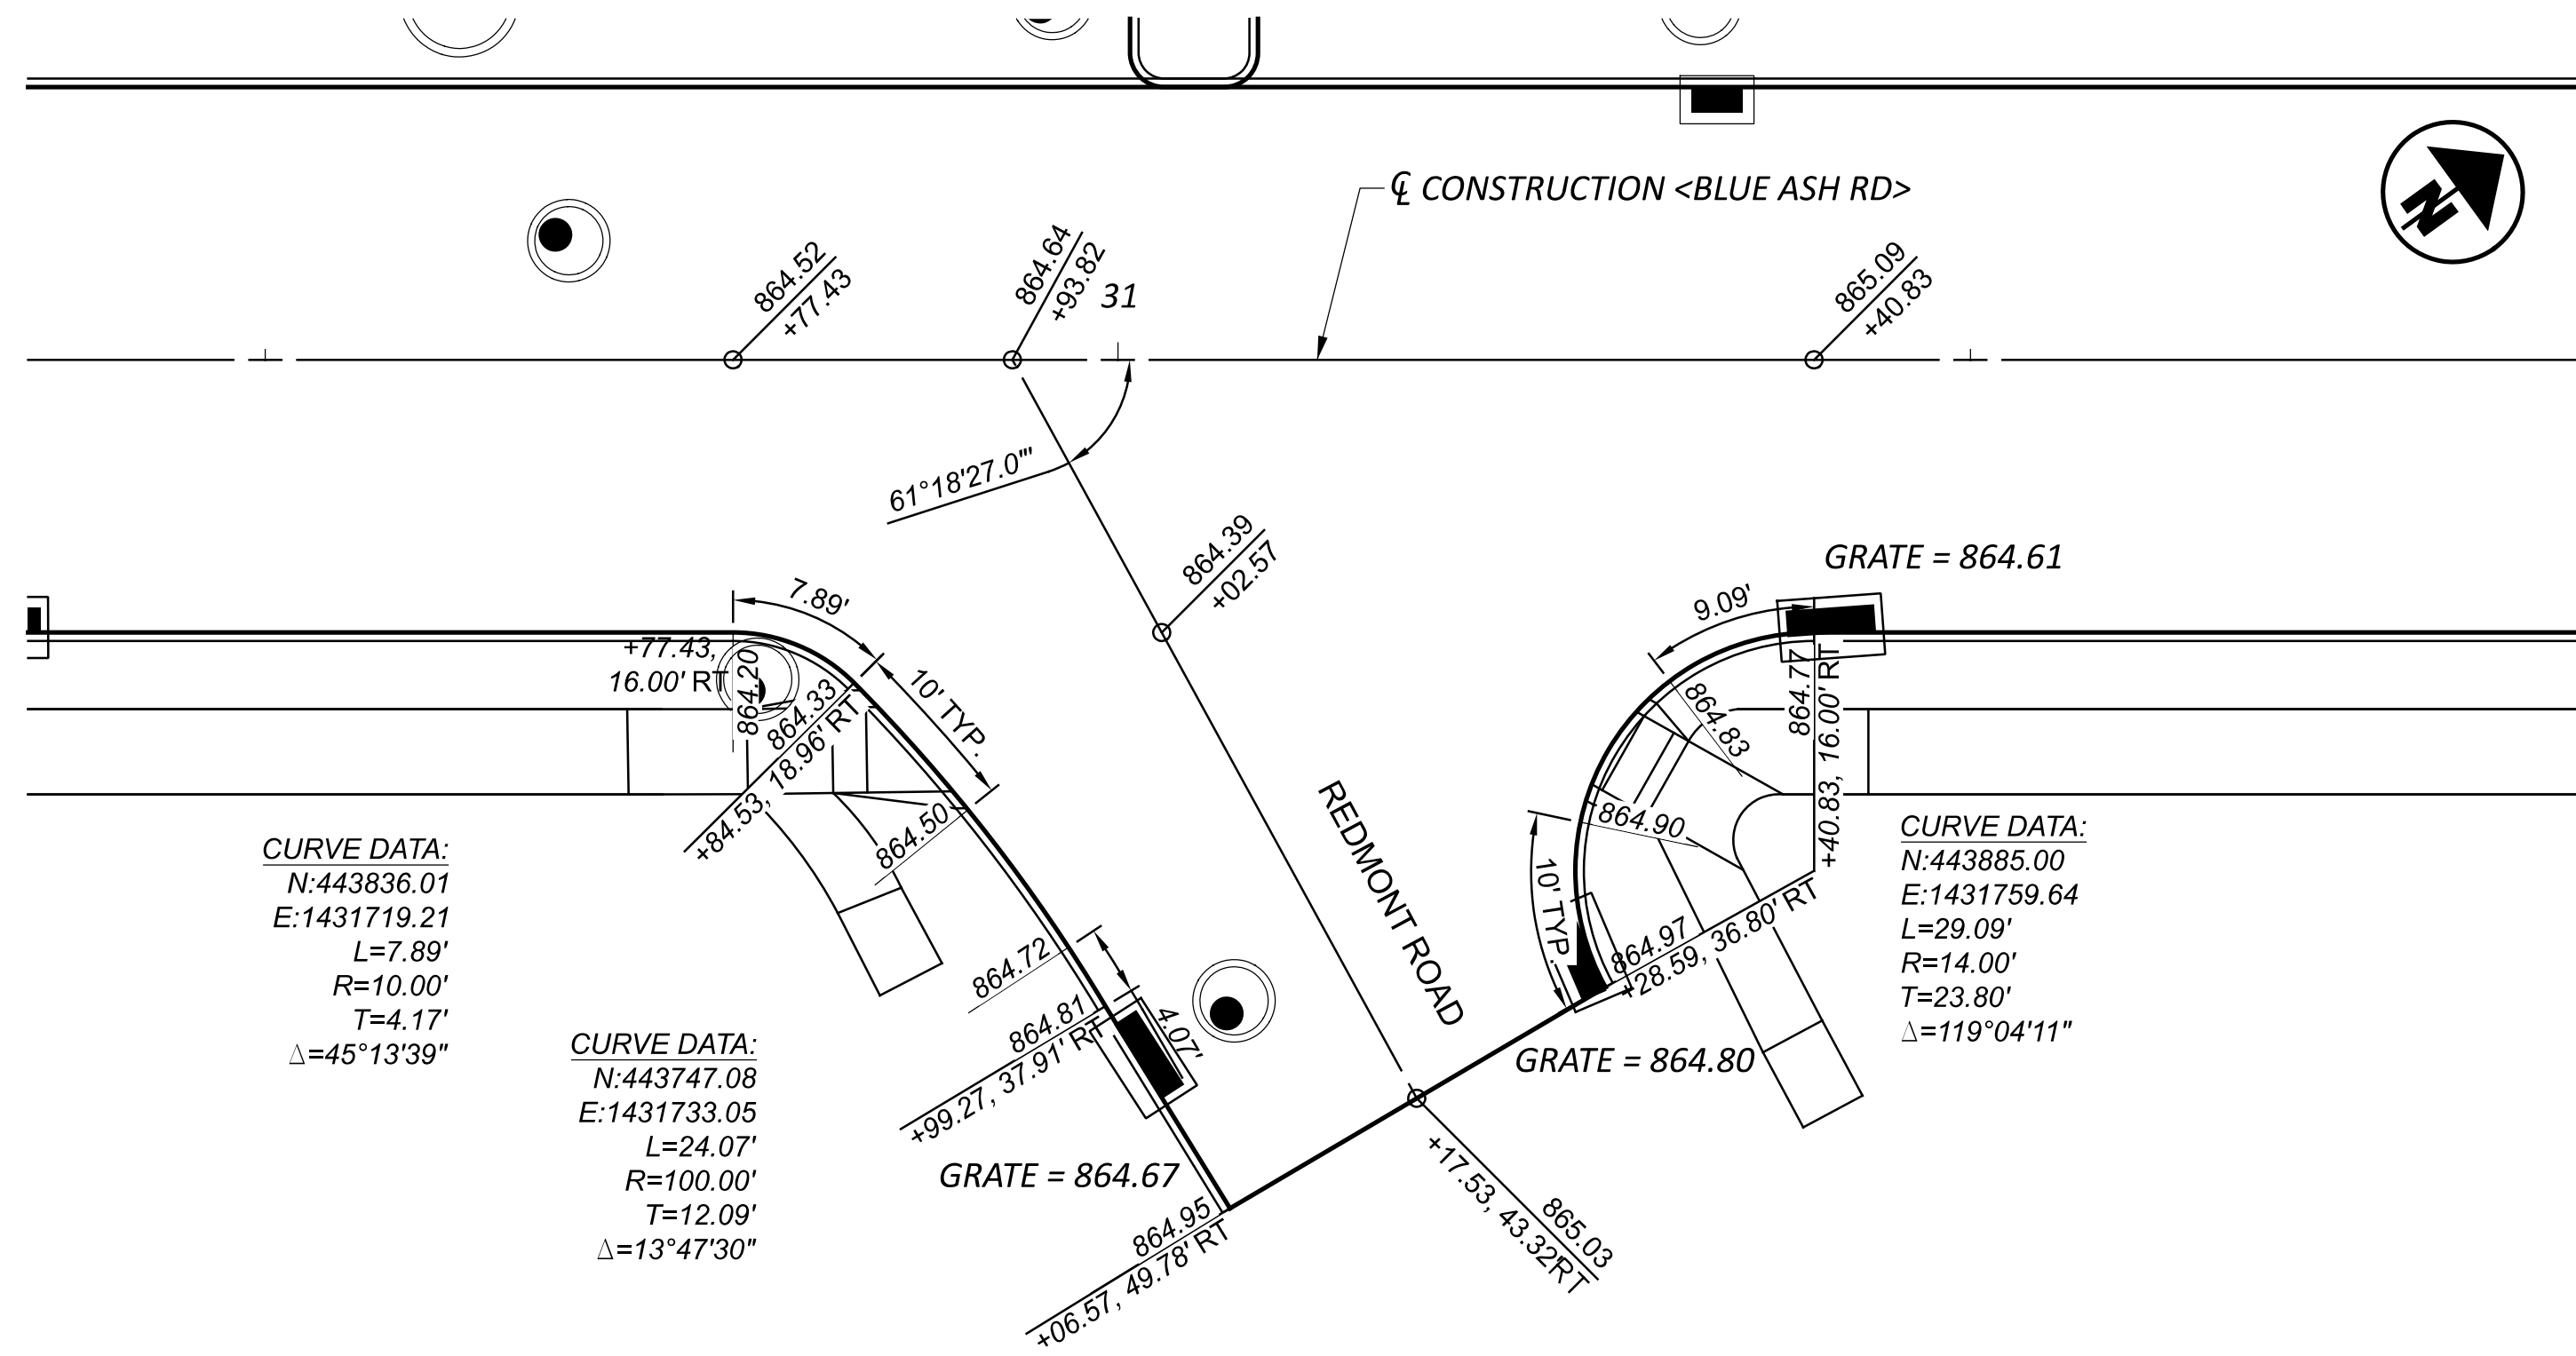 ℄ CONSTRUCTION <BLUE ASH RD>
N
864.52
+77.43
864.64
+93.82
31
865.09
+40.83
61°18'27.0'"
864.39
+02.57
GRATE = 864.61
7.89'
9.09'
+77.43,
16.00' RT
864.20
864.33
+84.53, 18.96' RT
10' TYP.
864.83
864.77
+40.83, 16.00' RT
864.50
864.90
REDMONT ROAD
10' TYP.
CURVE DATA:
N:443836.01
E:1431719.21
L=7.89'
R=10.00'
T=4.17'
Δ=45°13'39"
CURVE DATA:
N:443885.00
E:1431759.64
L=29.09'
R=14.00'
T=23.80'
Δ=119°04'11"
864.72
864.97
+28.59, 36.80' RT
864.81
+99.27, 37.91' RT
4.07'
GRATE = 864.80
CURVE DATA:
N:443747.08
E:1431733.05
L=24.07'
R=100.00'
T=12.09'
Δ=13°47'30"
GRATE = 864.67
864.95
+06.57, 49.78' RT
865.03
+17.53, 43.32'RT